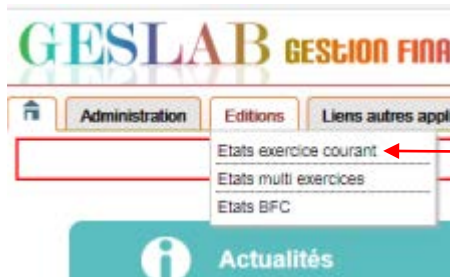 GESLAB GESTION FINA
Administration Editions Liens autres appli
Etats exercice courant
Etats multi exercices
Etats BFC
Actualités